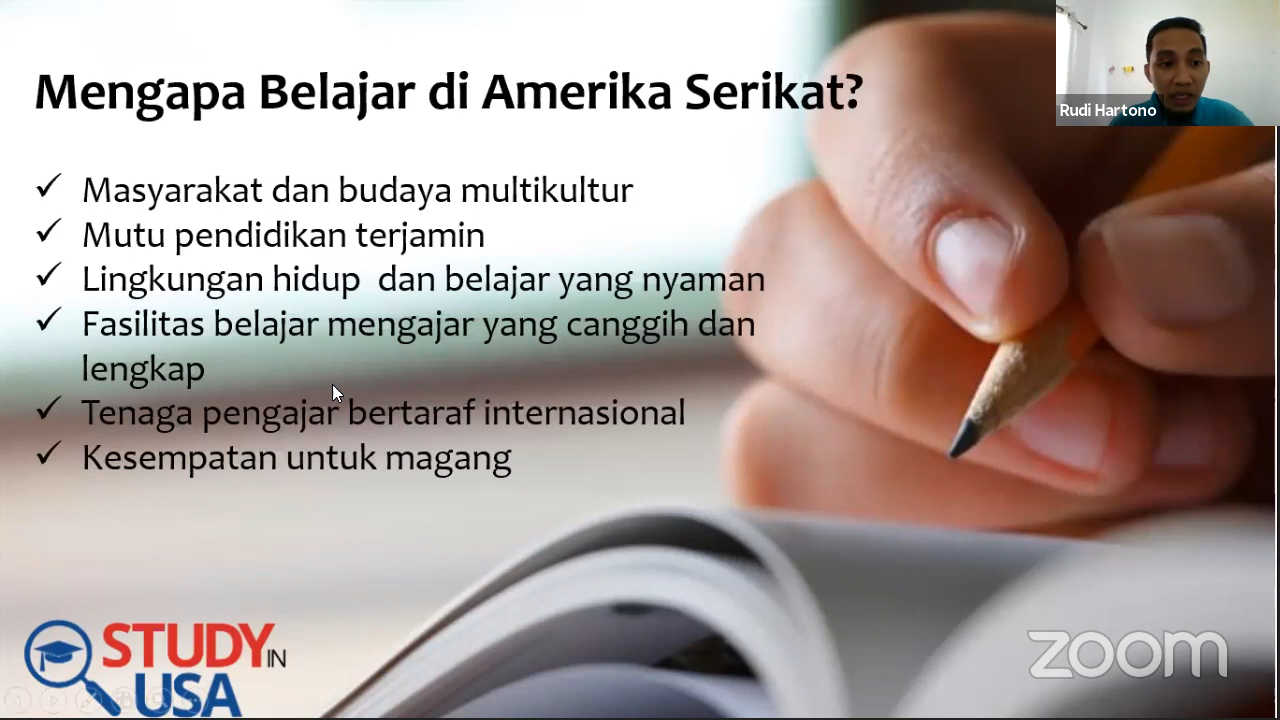 Mengapa Belajar di Amerika Serikat?
Rudi Hartono
✓ Masyarakat dan budaya multikultur
✓ Mutu pendidikan terjamin
✓ Lingkungan hidup dan belajar yang nyaman
✓ Fasilitas belajar mengajar yang canggih dan
lengkap
✓ Tenaga pengajar bertaraf internasional
✓ Kesempatan untuk magang
STUDY IN
USA
zoom